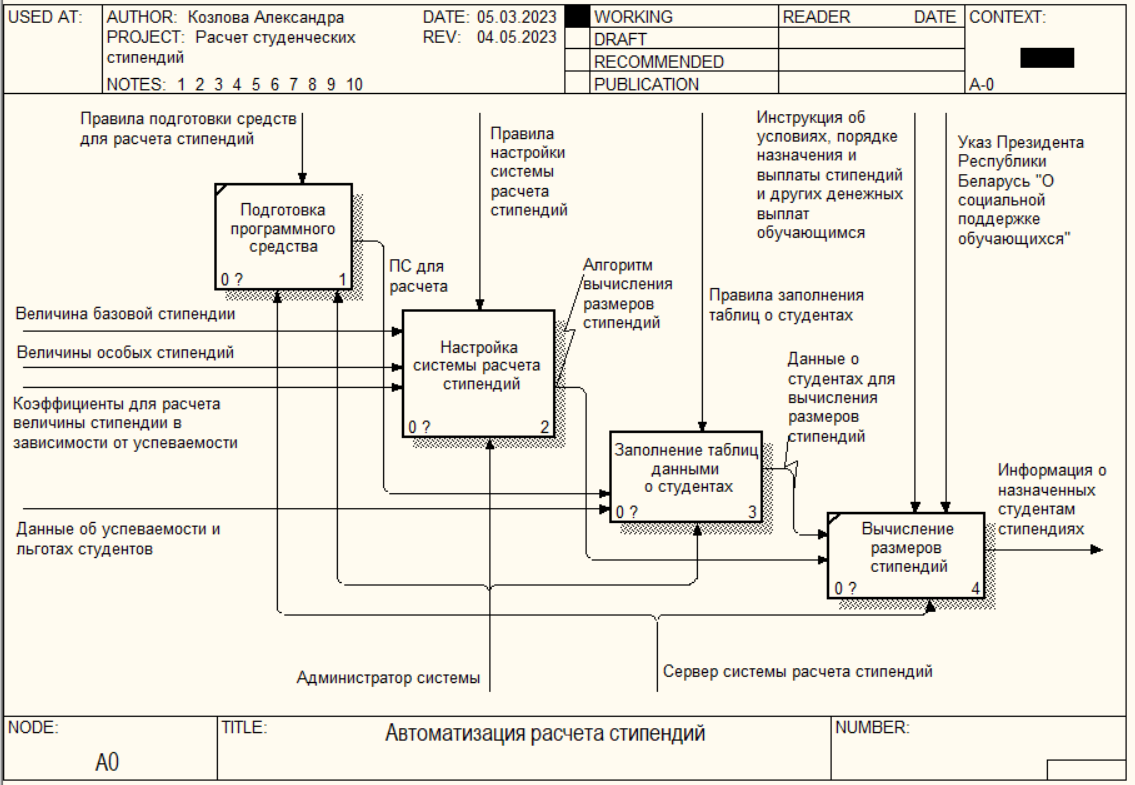 USED AT:
AUTHOR: Козлова Александра
DATE: 05.03.2023
PROJECT: Расчет студенческих
стипендий
REV: 04.05.2023
NOTES: 1 2 3 4 5 6 7 8 9 10
WORKING
DRAFT
RECOMMENDED
PUBLICATION
READER
DATE
CONTEXT:
A-0
Правила подготовки средств
для расчета стипендий
Правила
настройки
системы
расчета
стипендий
Инструкция об
условиях, порядке
назначения и
выплаты стипендий
и других денежных
выплат
обучающимся
Указ Президента
Республики
Беларусь "О
социальной
поддержке
обучающихся"
Подготовка
программного
средства
0 ?
1
ПС для
расчета
Алгоритм
вычисления
размеров
стипендий
Правила заполнения
таблиц о студентах
Величина базовой стипендии
Величины особых стипендий
Коэффициенты для расчета
величины стипендии в
зависимости от успеваемости
Настройка
системы расчета
стипендий
0 ?
2
Данные о
студентах для
вычисления
размеров
стипендий
Заполнение таблиц
данными
о студентах
0 ?
3
Данные об успеваемости и
льготах студентов
Вычисление
размеров
стипендий
0 ?
4
Информация о
назначенных
студентам
стипендиях
Администратор системы
Сервер системы расчета стипендий
NODE:
A0
TITLE:
Автоматизация расчета стипендий
NUMBER: